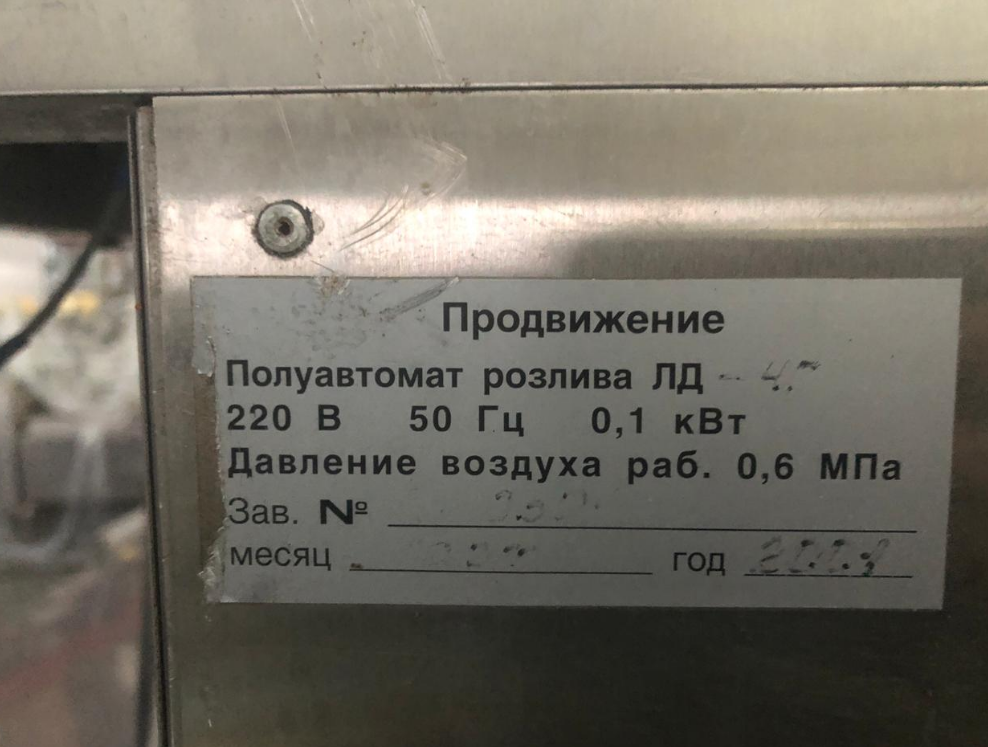 Продвижение
Полуавтомат розлива ЛД -
220 В 50 Гц 0,1 кВт
Давление воздуха раб. 0,6 МПа
Зав. №
месяц год